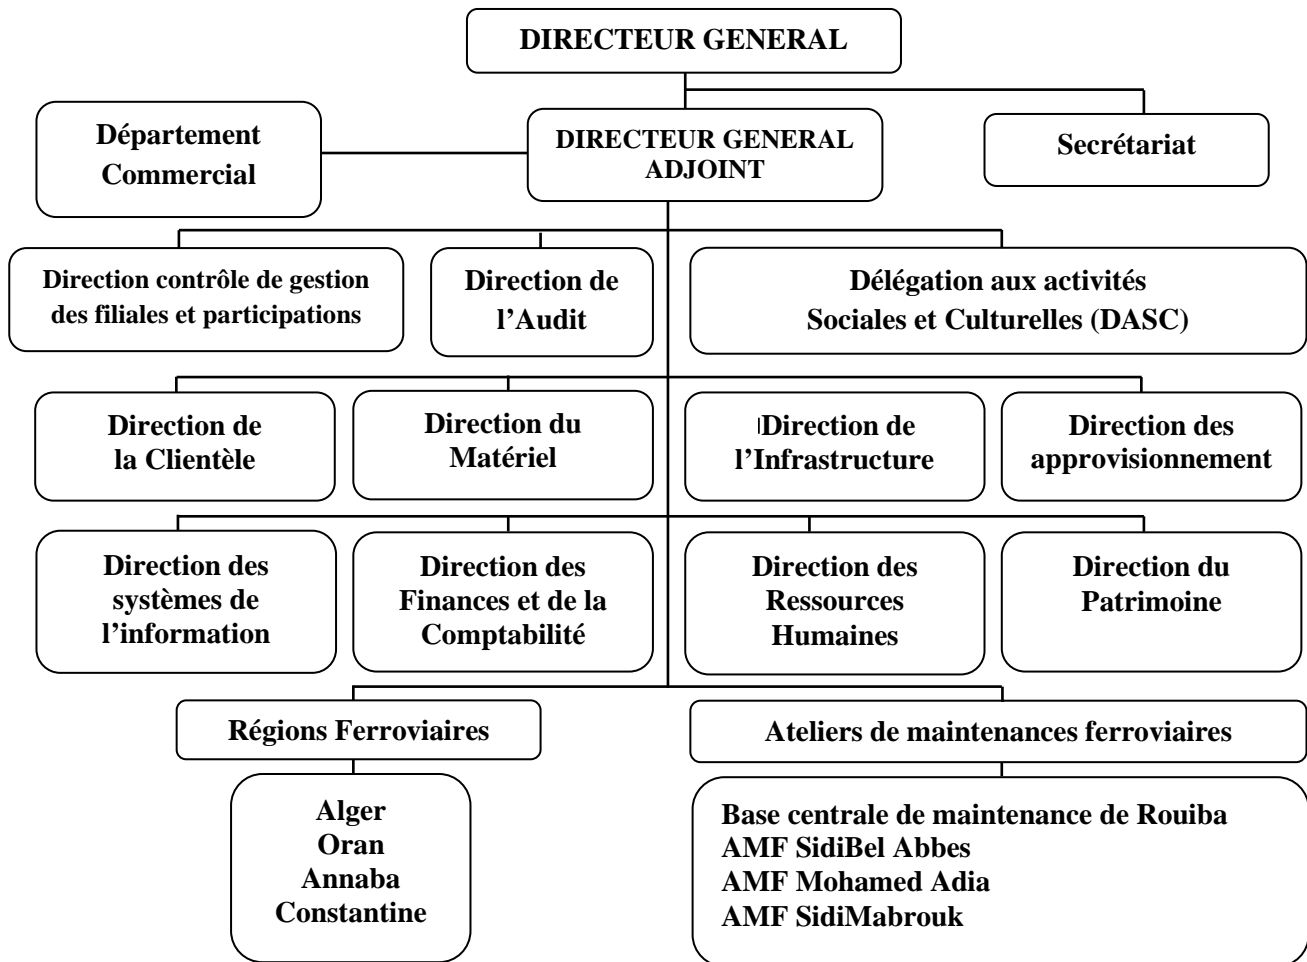 DIRECTEUR GENERAL
Département
Commercial
DIRECTEUR GENERAL
ADJOINT
Secrétariat
Direction contrôle de gestion
des filiales et participations
Direction de
l’Audit
Délégation aux activités
Sociales et Culturelles (DASC)
Direction de
la Clientèle
Direction du
Matériel
Direction de
l’Infrastructure
Direction des
approvisionnement
Direction des
systèmes de
l’information
Direction des
Finances et de la
Comptabilité
Direction des
Ressources
Humaines
Direction du
Patrimoine
Régions Ferroviaires
Ateliers de maintenances ferroviaires
Alger
Oran
Annaba
Constantine
Base centrale de maintenance de Rouiba
AMF SidiBel Abbes
AMF Mohamed Adia
AMF SidiMabrouk